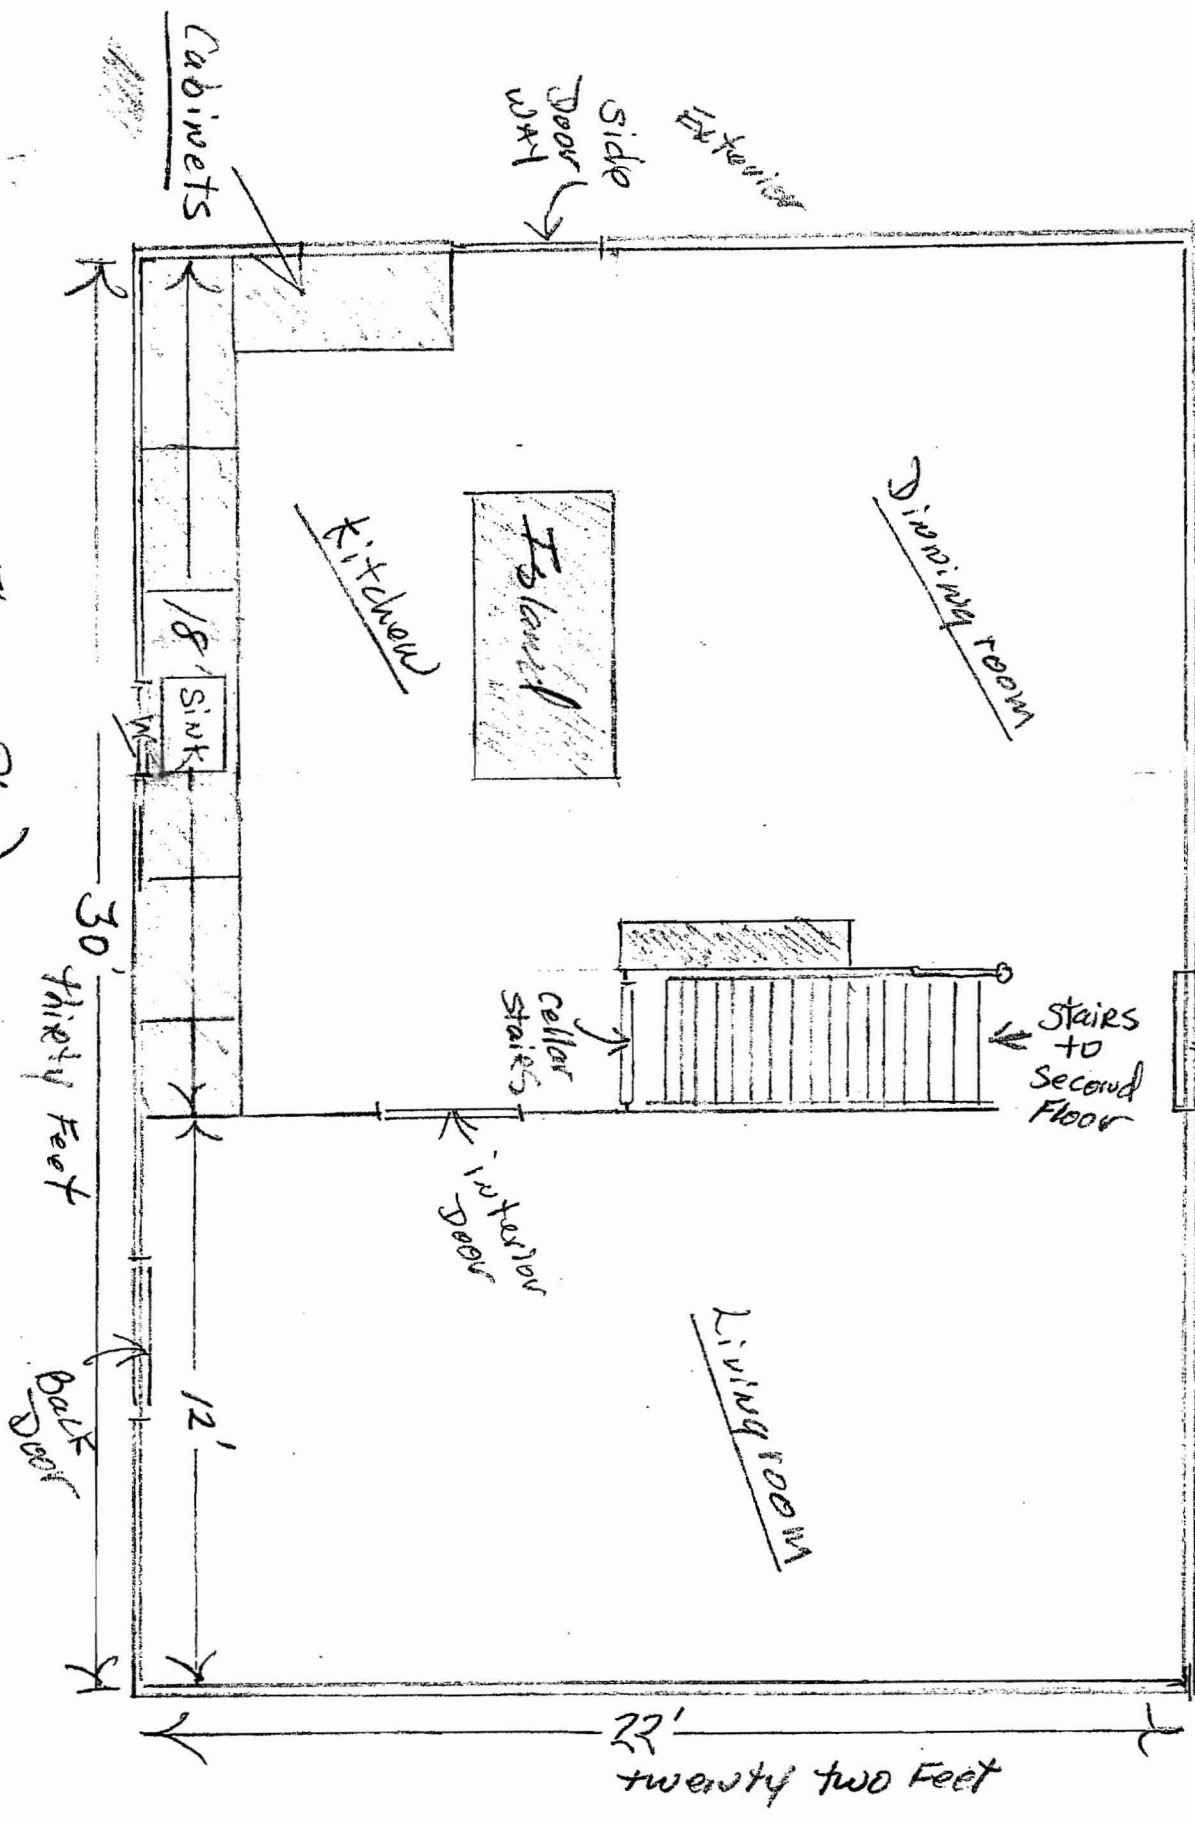 Cabinets
Exterior
Side
Door
WAY
Dinning room
Kitchen
Island
18'
Sink
W
30'
thirty Feet
Cellar
stairs
Stairs
to
Second
Floor
interior
Door
Living room
12'
Back
Door
22'
twenty two Feet